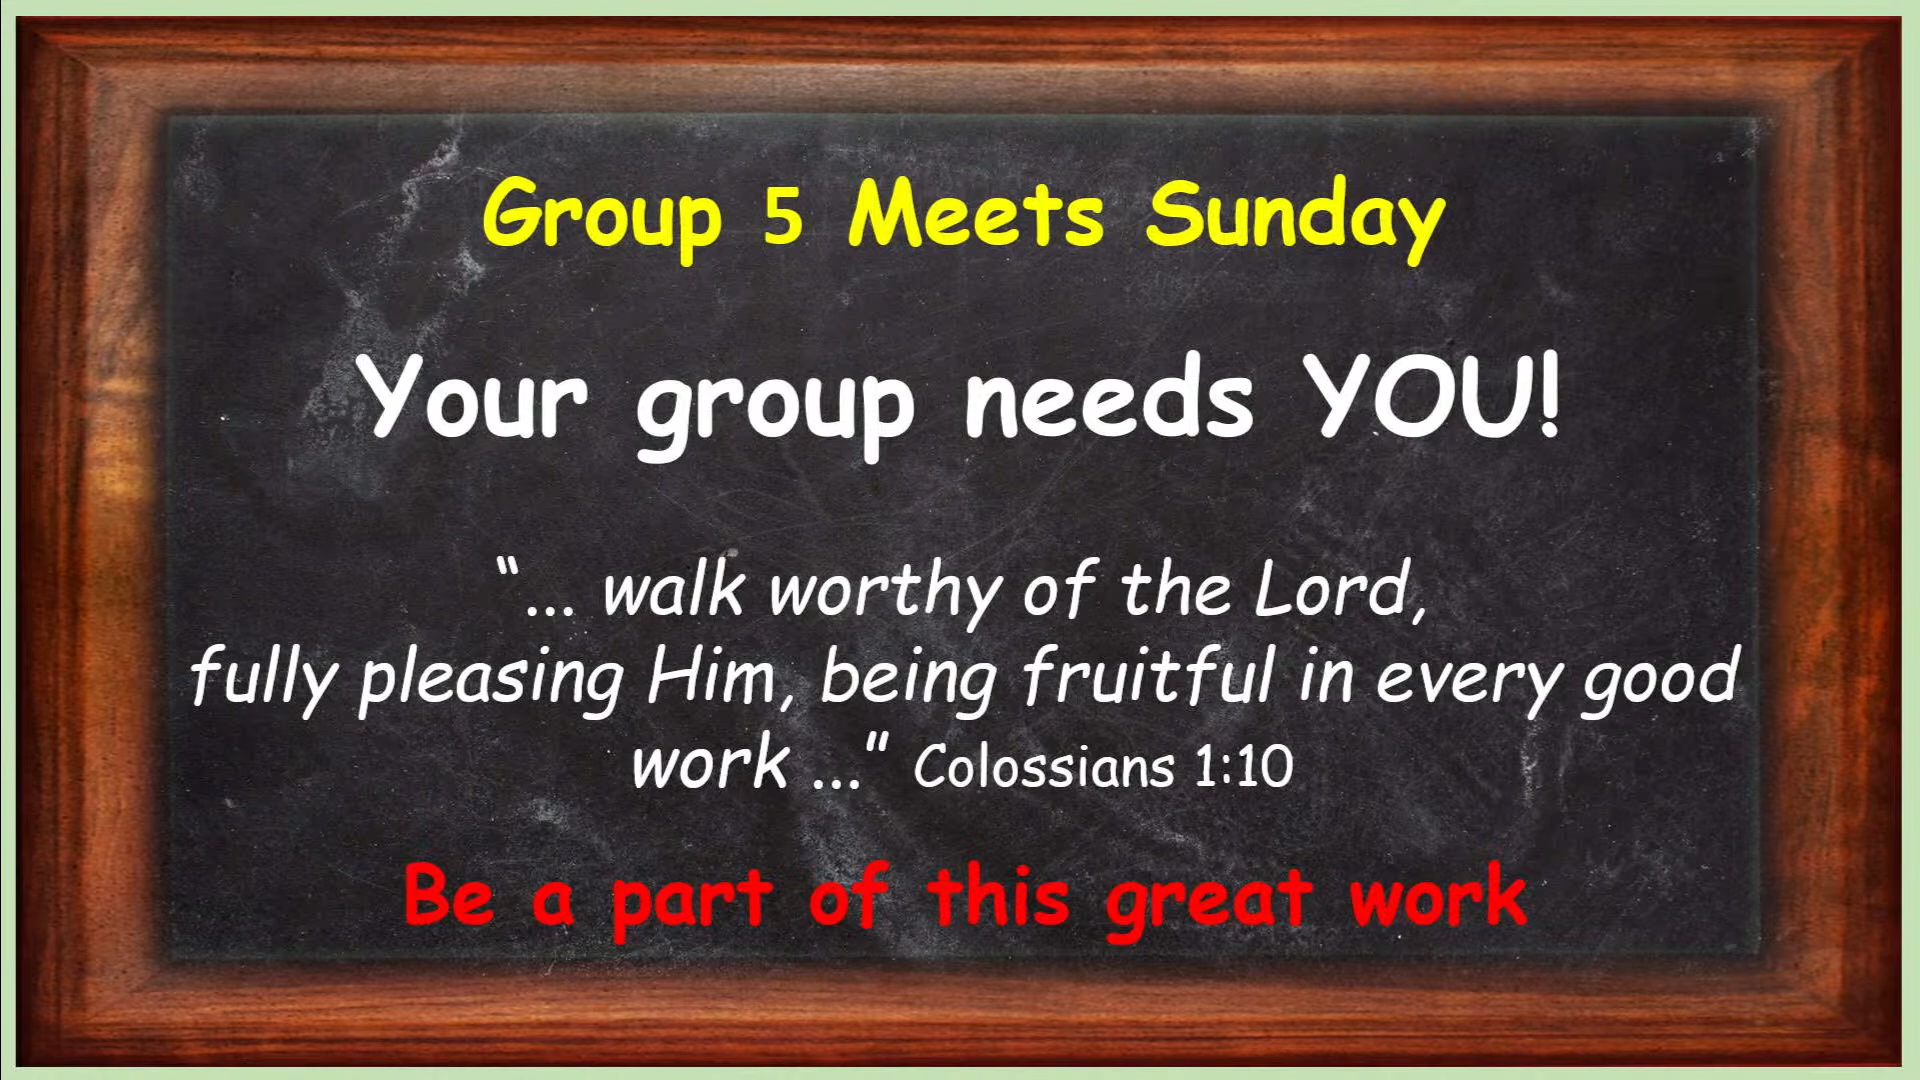 Group 5 Meets Sunday
Your group needs YOU!
“... walk worthy of the Lord,
fully pleasing Him, being fruitful in every good
work ...” Colossians 1:10
Be a part of this great work